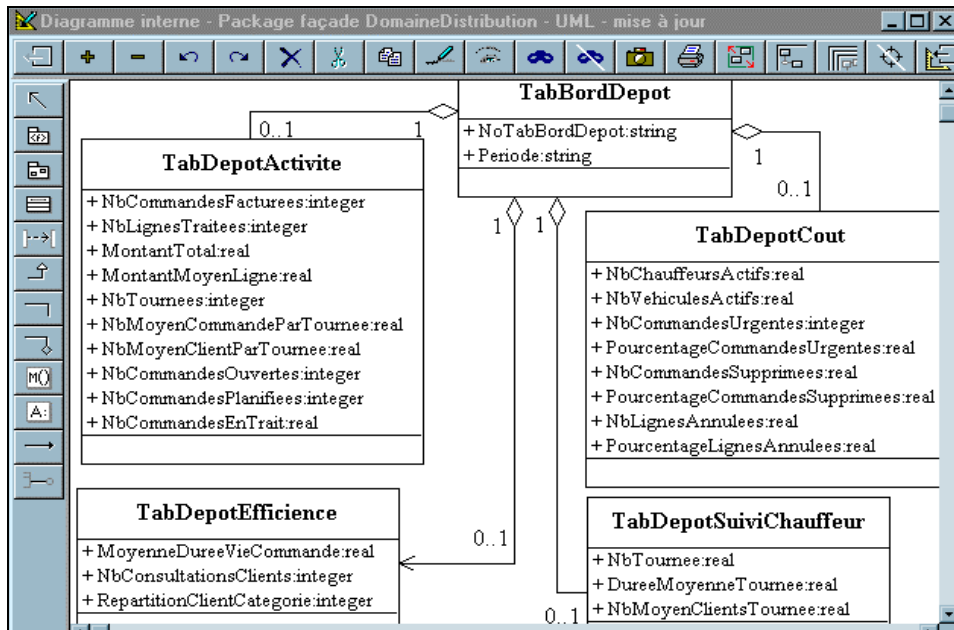 Diagramme interne - Package façade DomaineDistribution - UML - mise à jour
TabBordDepot
+ NoTabBordDepot:string
+ Periode:string
0..1
1
1
0..1
1
1
TabDepotActivite
+ NbCommandesFacturees:integer
+ NbLignesTraitees:integer
+ MontantTotal:real
+ MontantMoyenLigne:real
+ NbTournees:integer
+ NbMoyenCommandeParTournee:real
+ NbMoyenClientParTournee:real
+ NbCommandesOuvertes:integer
+ NbCommandesPlanifiees:integer
+ NbCommandesEnTrait:real
TabDepotCout
+ NbChauffeursActifs:real
+ NbVehiculesActifs:real
+ NbCommandesUrgentes:integer
+ PourcentageCommandesUrgentes:real
+ NbCommandesSupprimees:real
+ PourcentageCommandesSupprimees:real
+ NbLignesAnnulees:real
+ PourcentageLignesAnnulees:real
M()
A:
TabDepotEfficience
+ MoyenneDureeVieCommande:real
+ NbConsultationsClients:integer
+ RepartitionClientCategorie:integer
0..1
0..1
TabDepotSuiviChauffeur
+ NbTournee:real
+ DureeMoyenneTournee:real
+ NbMoyenClientsTournee:real